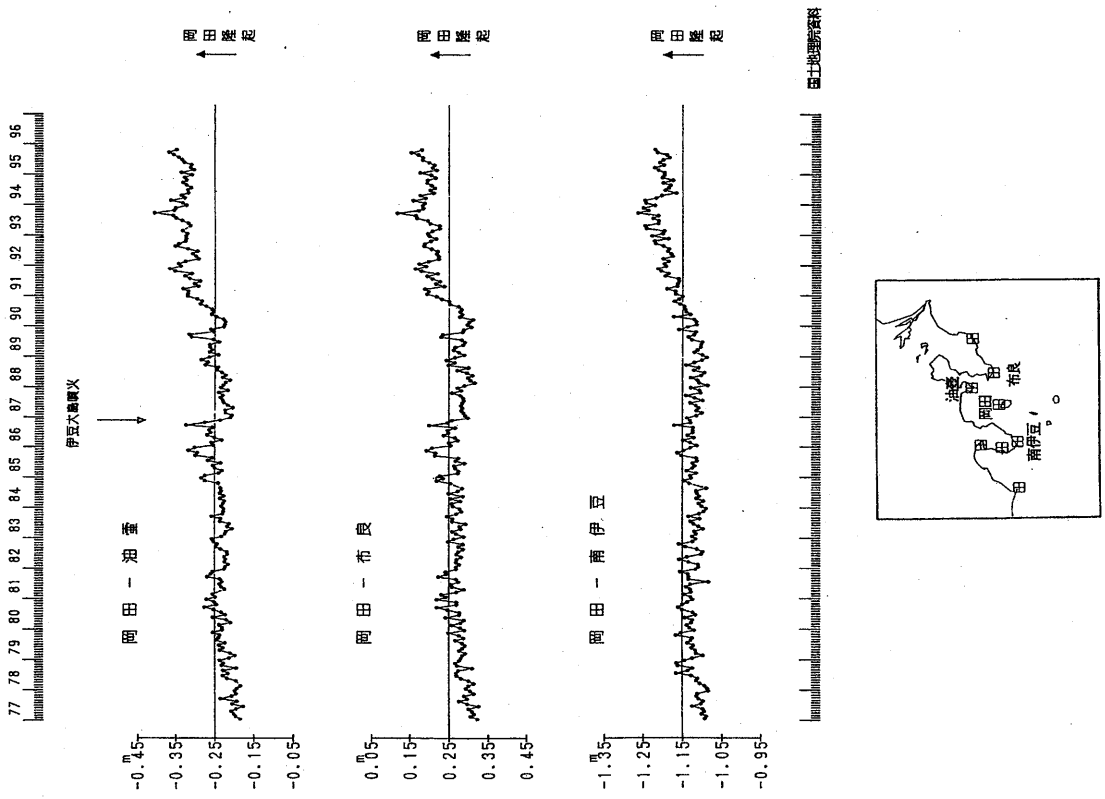 伊豆大島噴火
77 78 79 80 81 82 83 84 85 86 87 88 89 90 91 92 93 94 95 96
岡田 － 油壷
m
-0.45
-0.35
-0.25
-0.15
-0.05
岡田隆起
岡田 － 布良
m
0.05
0.15
0.25
0.35
0.45
岡田隆起
岡田 － 南伊豆
m
-1.35
-1.25
-1.15
-1.05
-0.95
岡田隆起
国土地理院資料
油壷
岡田
布良
南伊豆